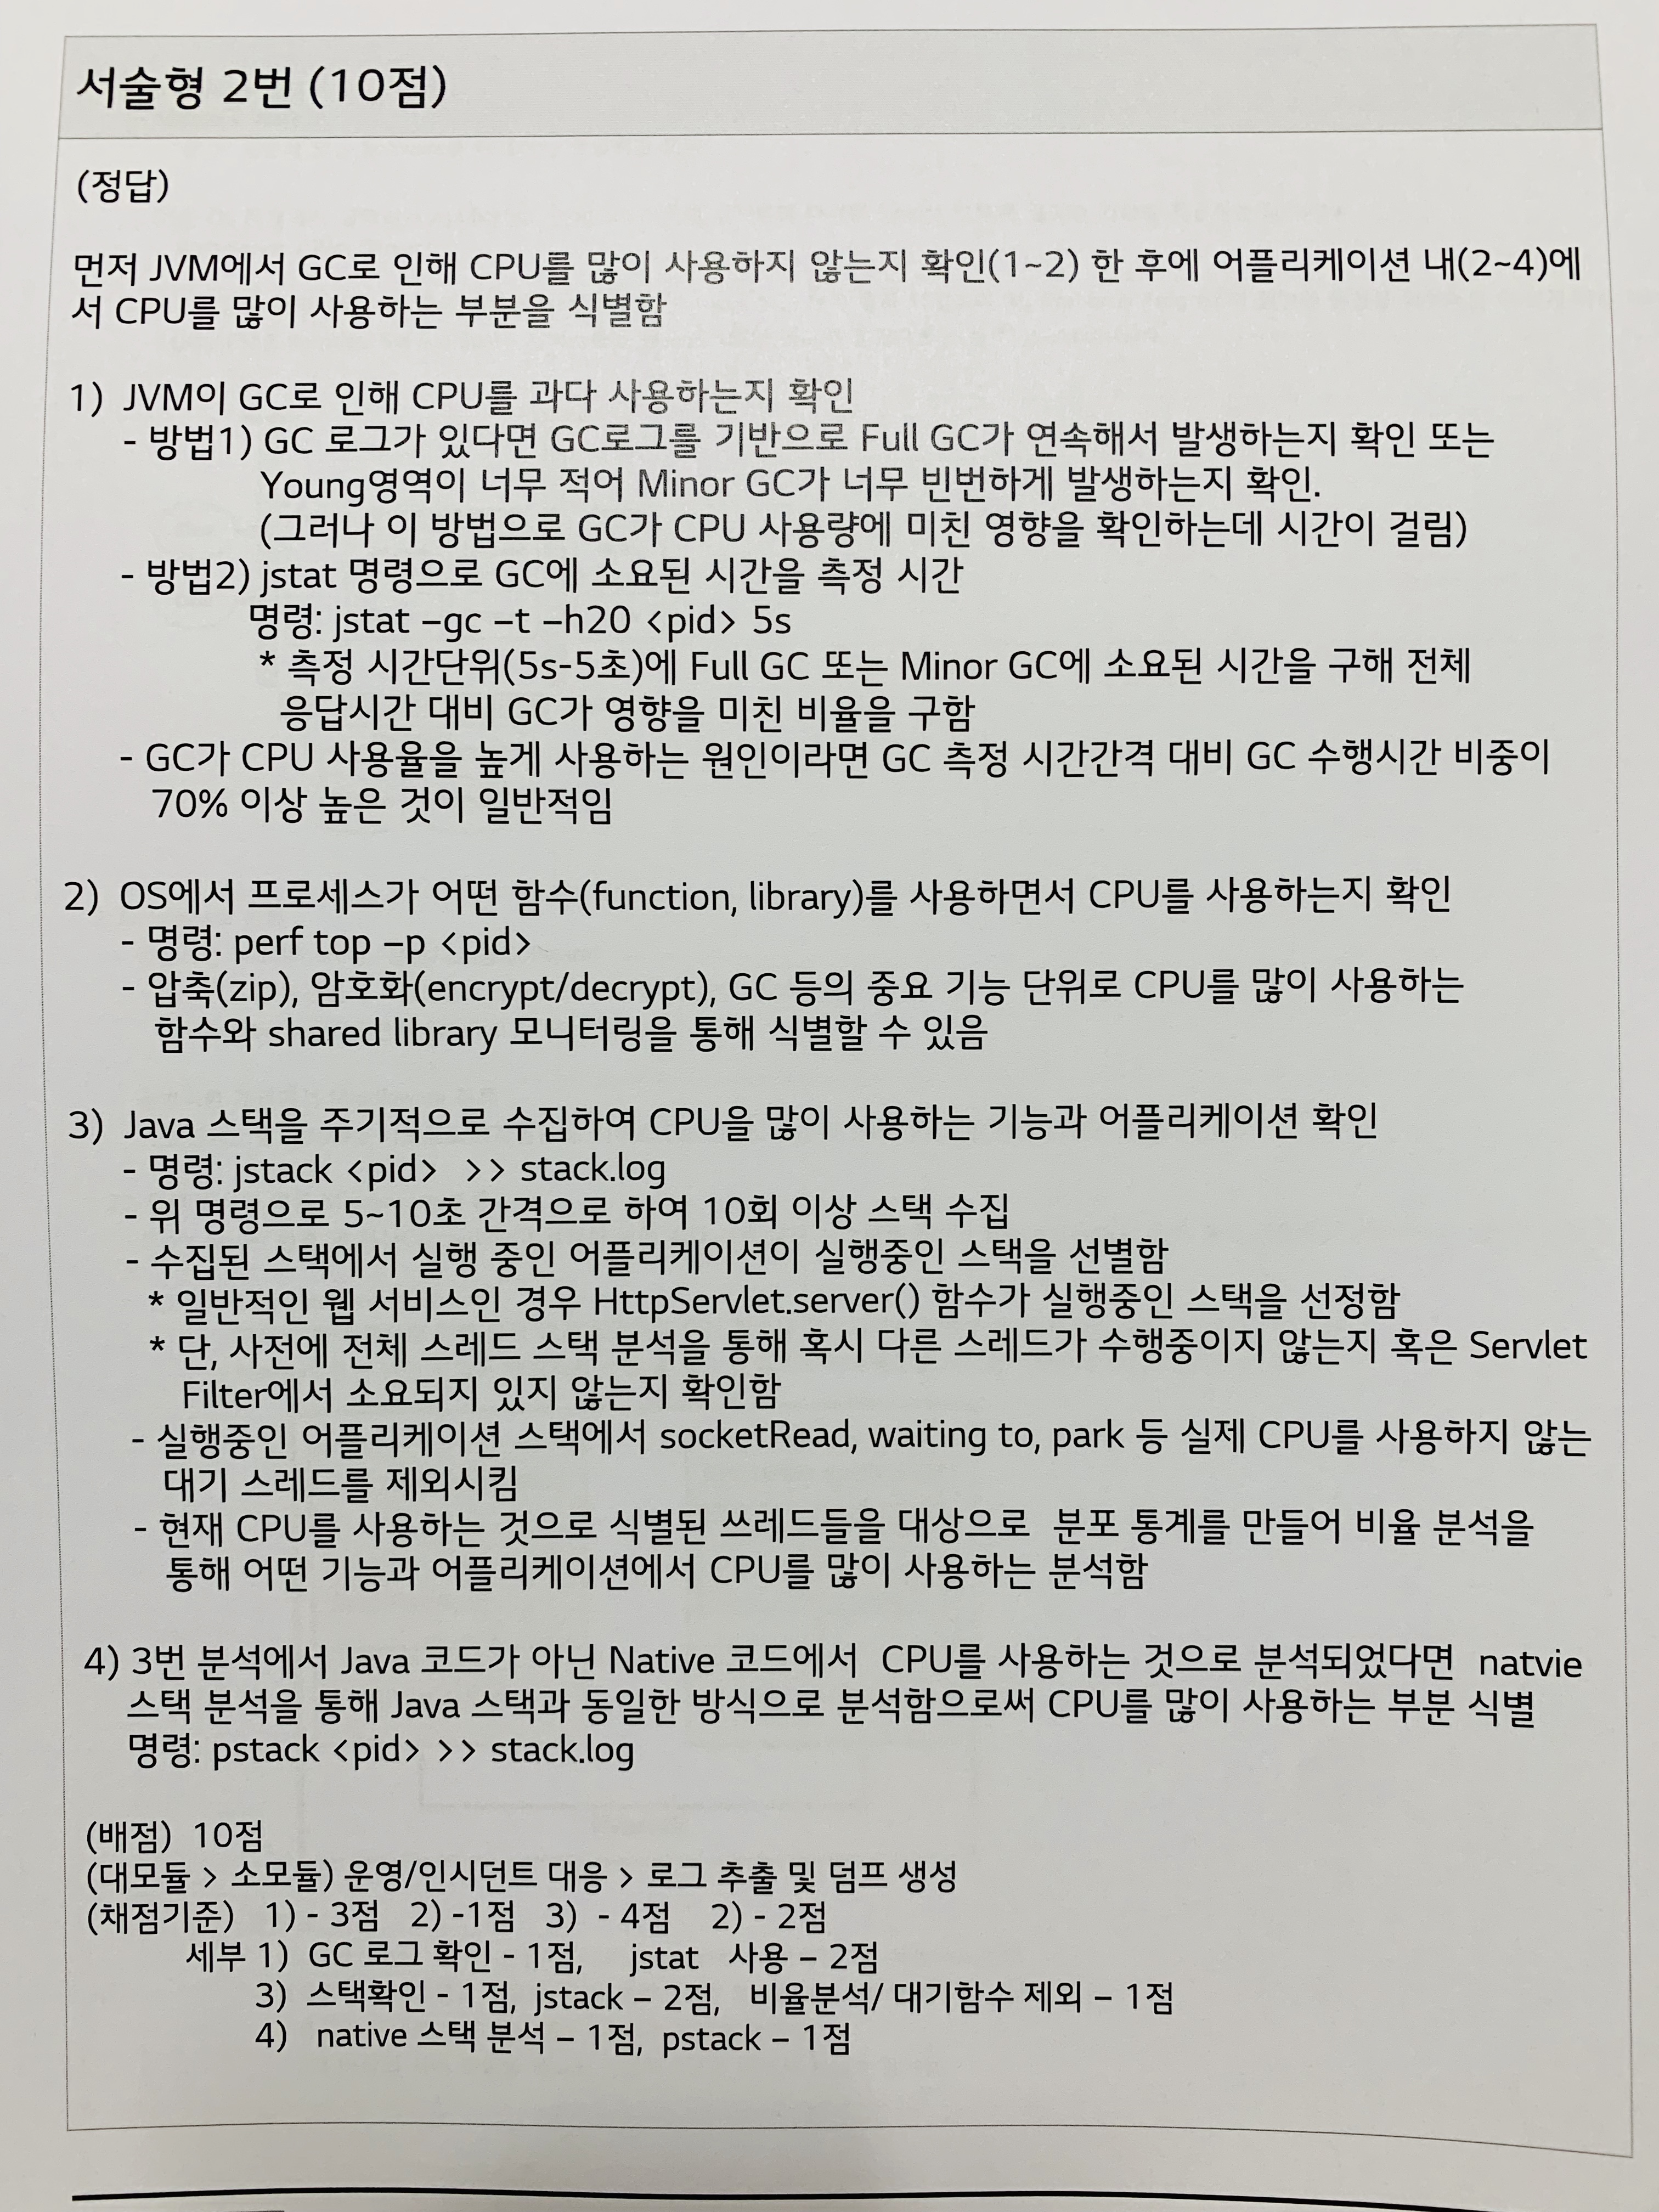 서술형 2번 (10점)
(정답)
먼저 JVM에서 GC로 인해 CPU를 많이 사용하지 않는지 확인(1~2) 한 후에 어플리케이션 내(2~4)에
서 CPU를 많이 사용하는 부분을 식별함
1) JVM이 GC로 인해 CPU를 과다 사용하는지 확인
- 방법1) GC 로그가 있다면 GC로그를 기반으로 Full GC가 연속해서 발생하는지 확인 또는
Young영역이 너무 적어 Minor GC가 너무 빈번하게 발생하는지 확인.
(그러나 이 방법으로 GC가 CPU 사용량에 미친 영향을 확인하는데 시간이 걸림)
- 방법2) jstat 명령으로 GC에 소요된 시간을 측정 시간
명령: jstat –gc –t –h20 <pid> 5s
* 측정 시간단위(5s-5초)에 Full GC 또는 Minor GC에 소요된 시간을 구해 전체
응답시간 대비 GC가 영향을 미친 비율을 구함
- GC가 CPU 사용율을 높게 사용하는 원인이라면 GC 측정 시간간격 대비 GC 수행시간 비중이
70% 이상 높은 것이 일반적임
2) OS에서 프로세스가 어떤 함수(function, library)를 사용하면서 CPU를 사용하는지 확인
- 명령: perf top –p <pid>
- 압축(zip), 암호화(encrypt/decrypt), GC 등의 중요 기능 단위로 CPU를 많이 사용하는
함수와 shared library 모니터링을 통해 식별할 수 있음
3) Java 스택을 주기적으로 수집하여 CPU을 많이 사용하는 기능과 어플리케이션 확인
- 명령: jstack <pid> >> stack.log
- 위 명령으로 5~10초 간격으로 하여 10회 이상 스택 수집
- 수집된 스택에서 실행 중인 어플리케이션이 실행중인 스택을 선별함
* 일반적인 웹 서비스인 경우 HttpServlet.server() 함수가 실행중인 스택을 선정함
* 단, 사전에 전체 스레드 스택 분석을 통해 혹시 다른 스레드가 수행중이지 않는지 혹은 Servlet
Filter에서 소요되지 있지 않는지 확인함
- 실행중인 어플리케이션 스택에서 socketRead, waiting to, park 등 실제 CPU를 사용하지 않는
대기 스레드를 제외시킴
- 현재 CPU를 사용하는 것으로 식별된 쓰레드들을 대상으로 분포 통계를 만들어 비율 분석을
통해 어떤 기능과 어플리케이션에서 CPU를 많이 사용하는 분석함
4) 3번 분석에서 Java 코드가 아닌 Native 코드에서 CPU를 사용하는 것으로 분석되었다면 natvie
스택 분석을 통해 Java 스택과 동일한 방식으로 분석함으로써 CPU를 많이 사용하는 부분 식별
명령: pstack <pid> >> stack.log
(배점) 10점
(대모듈 > 소모듈) 운영/인시던트 대응 > 로그 추출 및 덤프 생성
(채점기준) 1) - 3점 2) -1점 3) - 4점 2) - 2점
세부 1) GC 로그 확인 - 1점, jstat 사용 – 2점
3) 스택확인 - 1점, jstack – 2점, 비율분석/ 대기함수 제외 – 1점
4) native 스택 분석 – 1점, pstack – 1점